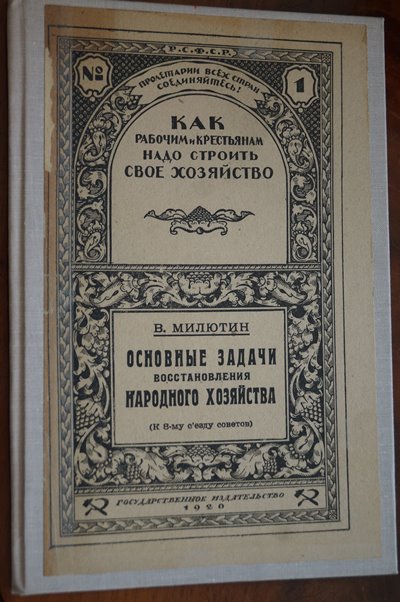 Р.С.Ф.С.Р.
№ 1
ПРОЛЕТАРИИ ВСЕХ СТРАН
СОЕДИНЯЙТЕСЬ!
КАК
РАБОЧИМ и КРЕСТЬЯНАМ
НАДО СТРОИТЬ
СВОЕ ХОЗЯЙСТВО
В. МИЛЮТИН
ОСНОВНЫЕ ЗАДАЧИ
ВОССТАНОВЛЕНИЯ
НАРОДНОГО ХОЗЯЙСТВА
(К 8-му с'езду советов)
ГОСУДАРСТВЕННОЕ ИЗДАТЕЛЬСТВО
1920